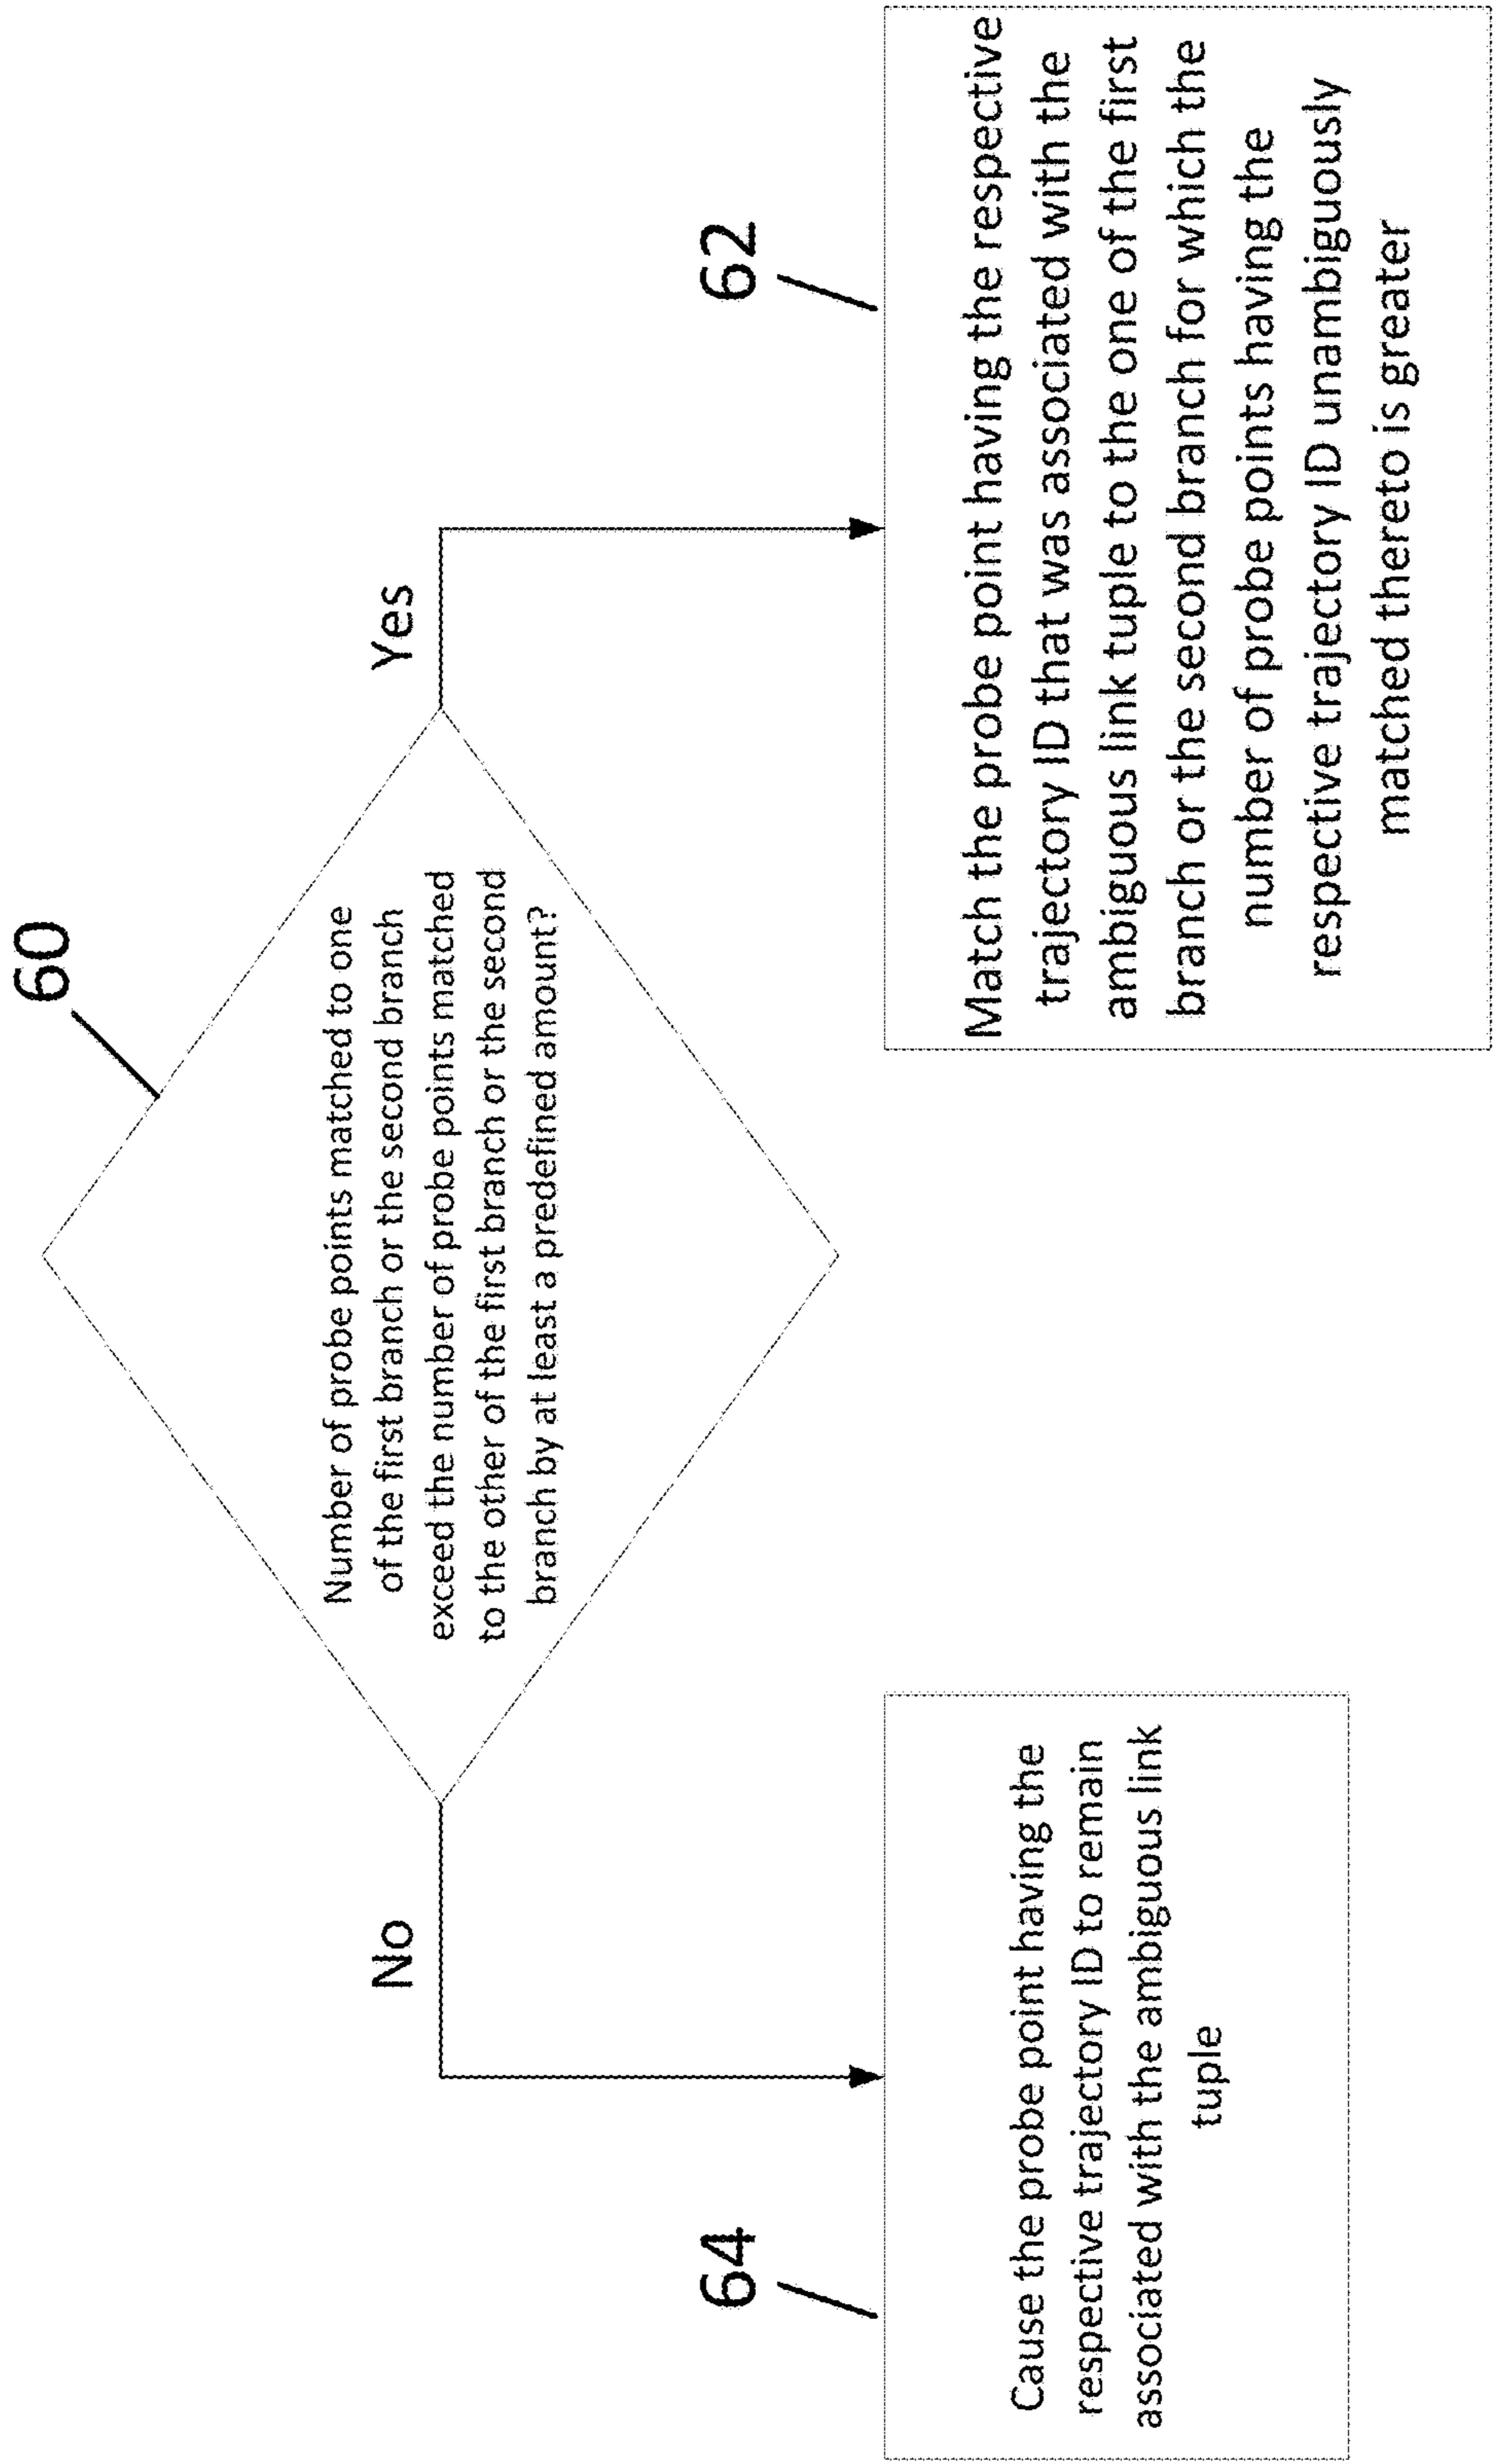 60
Number of probe points matched to one
of the first branch or the second branch
exceed the number of probe points matched
to the other of the first branch or the second
branch by at least a predefined amount?
No
Yes
64
Cause the probe point having the
respective trajectory ID to remain
associated with the ambiguous link
tuple
62
Match the probe point having the respective
trajectory ID that was associated with the
ambiguous link tuple to the one of the first
branch or the second branch for which the
number of probe points having the
respective trajectory ID unambiguously
matched thereto is greater